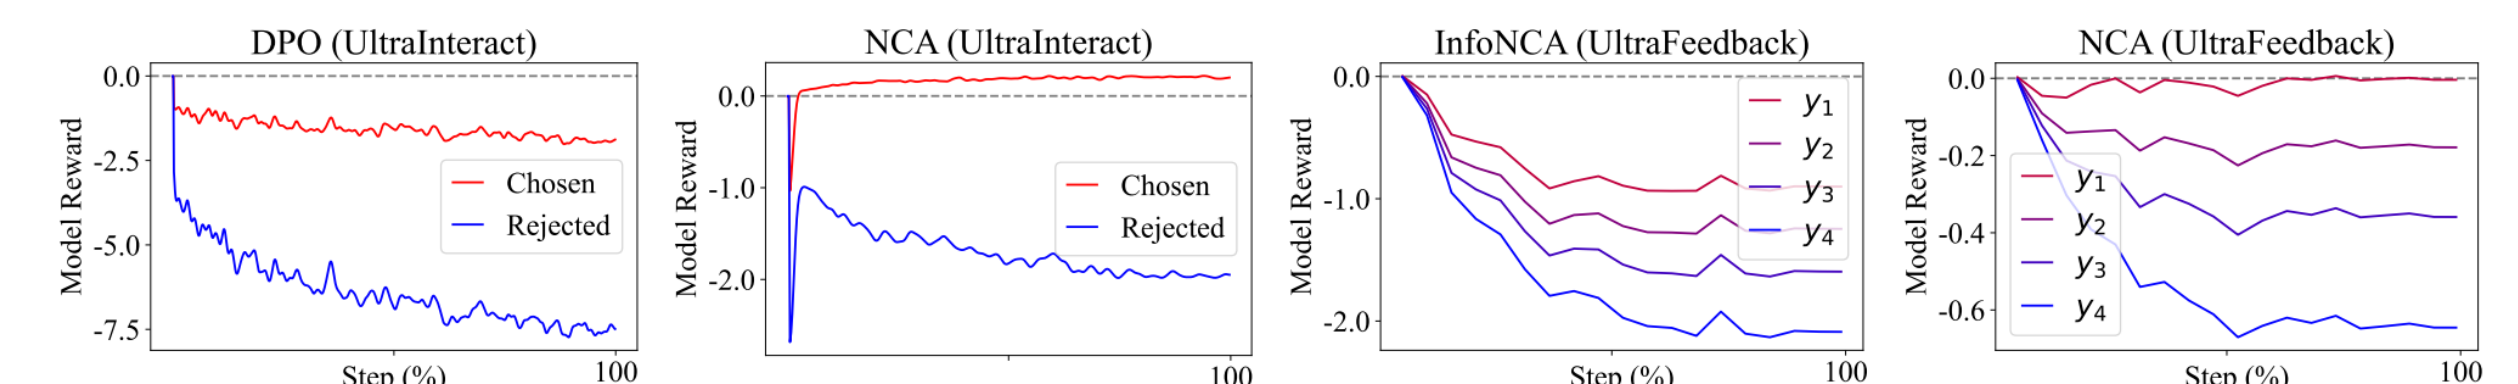 DPO (UltraInteract)
0.0
-2.5
-5.0
-7.5
Model Reward
Chosen
Rejected
Step (%)
100
NCA (UltraInteract)
0.0
-1.0
-2.0
Model Reward
Chosen
Rejected
100
InfoNCA (UltraFeedback)
0.0
-1.0
-2.0
Model Reward
y₁
y₂
y₃
y₄
Step (%)
100
NCA (UltraFeedback)
0.0
-0.2
-0.4
-0.6
Model Reward
y₁
y₂
y₃
y₄
Step (%)
100